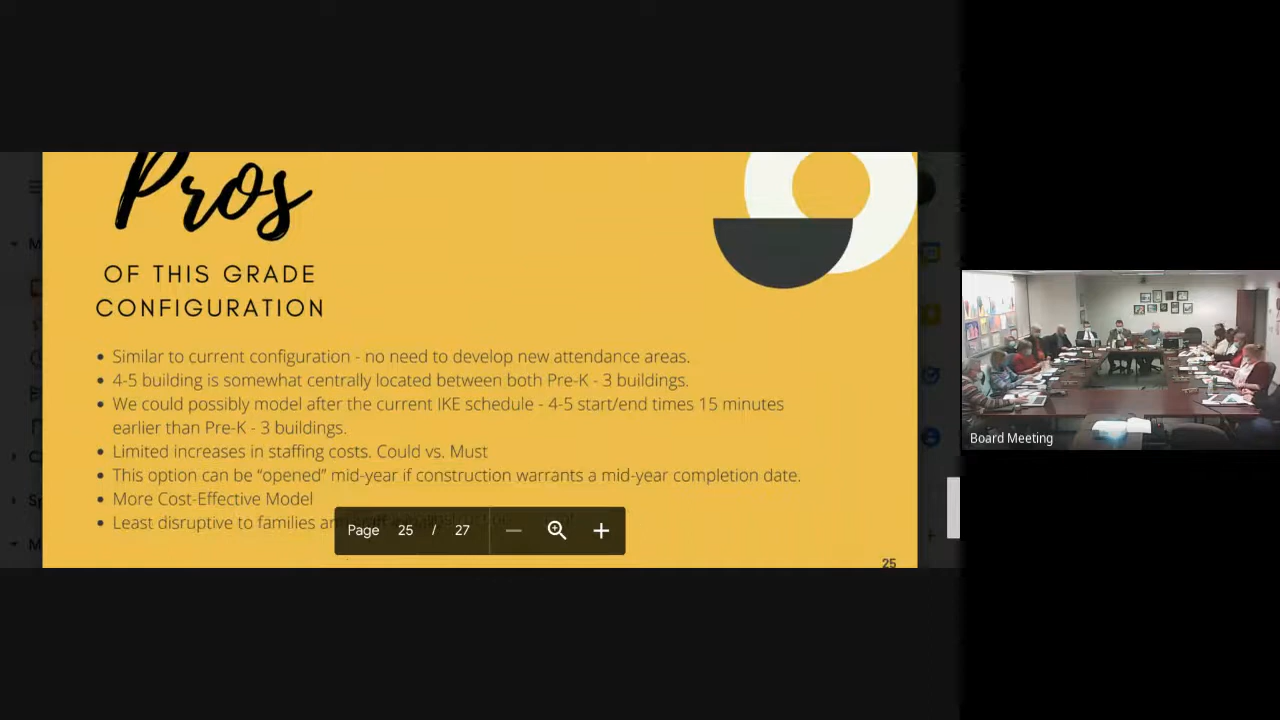 Pros
OF THIS GRADE
CONFIGURATION
• Similar to current configuration - no need to develop new attendance areas.
• 4-5 building is somewhat centrally located between both Pre-K - 3 buildings.
• We could possibly model after the current IKE schedule - 4-5 start/end times 15 minutes
earlier than Pre-K - 3 buildings.
• Limited increases in staffing costs. Could vs. Must
• This option can be “opened” mid-year if construction warrants a mid-year completion date.
• More Cost-Effective Model
• Least disruptive to families
Page 25 / 27
25
Board Meeting